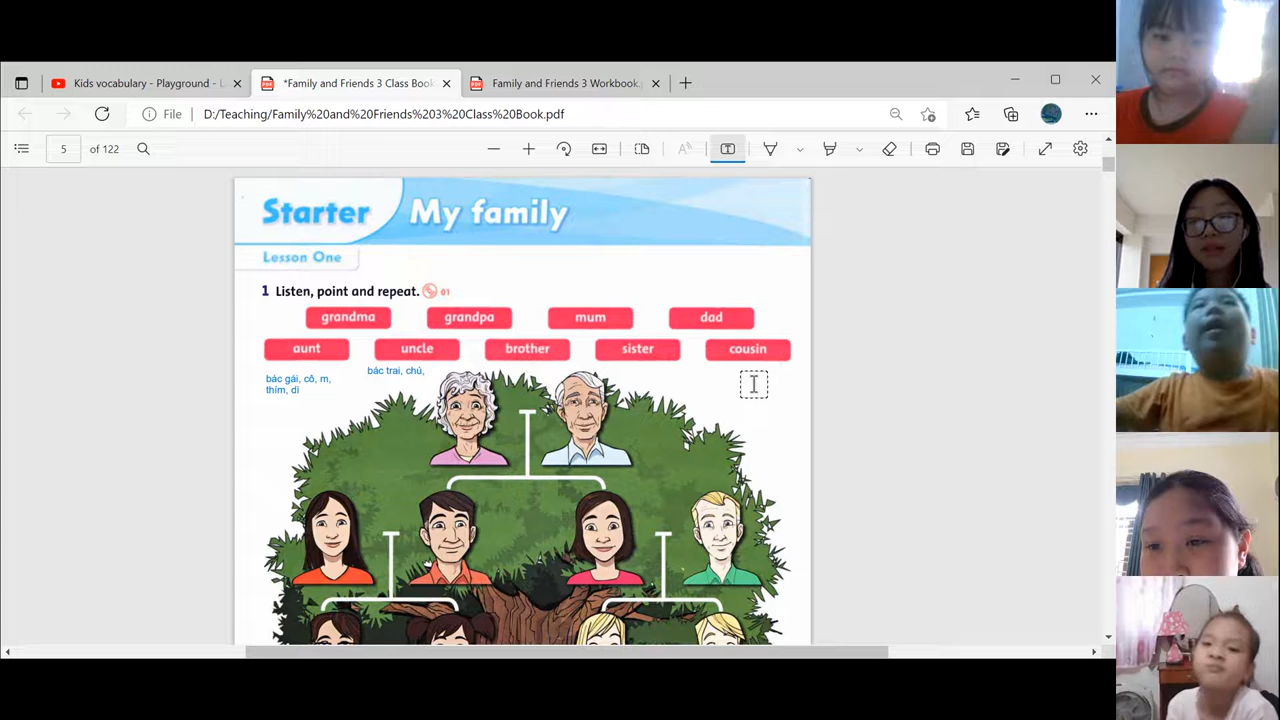 Kids vocabulary - Playground -
*Family and Friends 3 Class Boo
Family and Friends 3 Workbook
File D:/Teaching/Family%20and%20Friends%203%20Class%20Book.pdf
5 of 122
Starter My family
Lesson One
1 Listen, point and repeat. 01
grandma grandpa mum dad
aunt uncle brother sister cousin
bác gái, cô, m,
thím, dì
bác trai, chú,